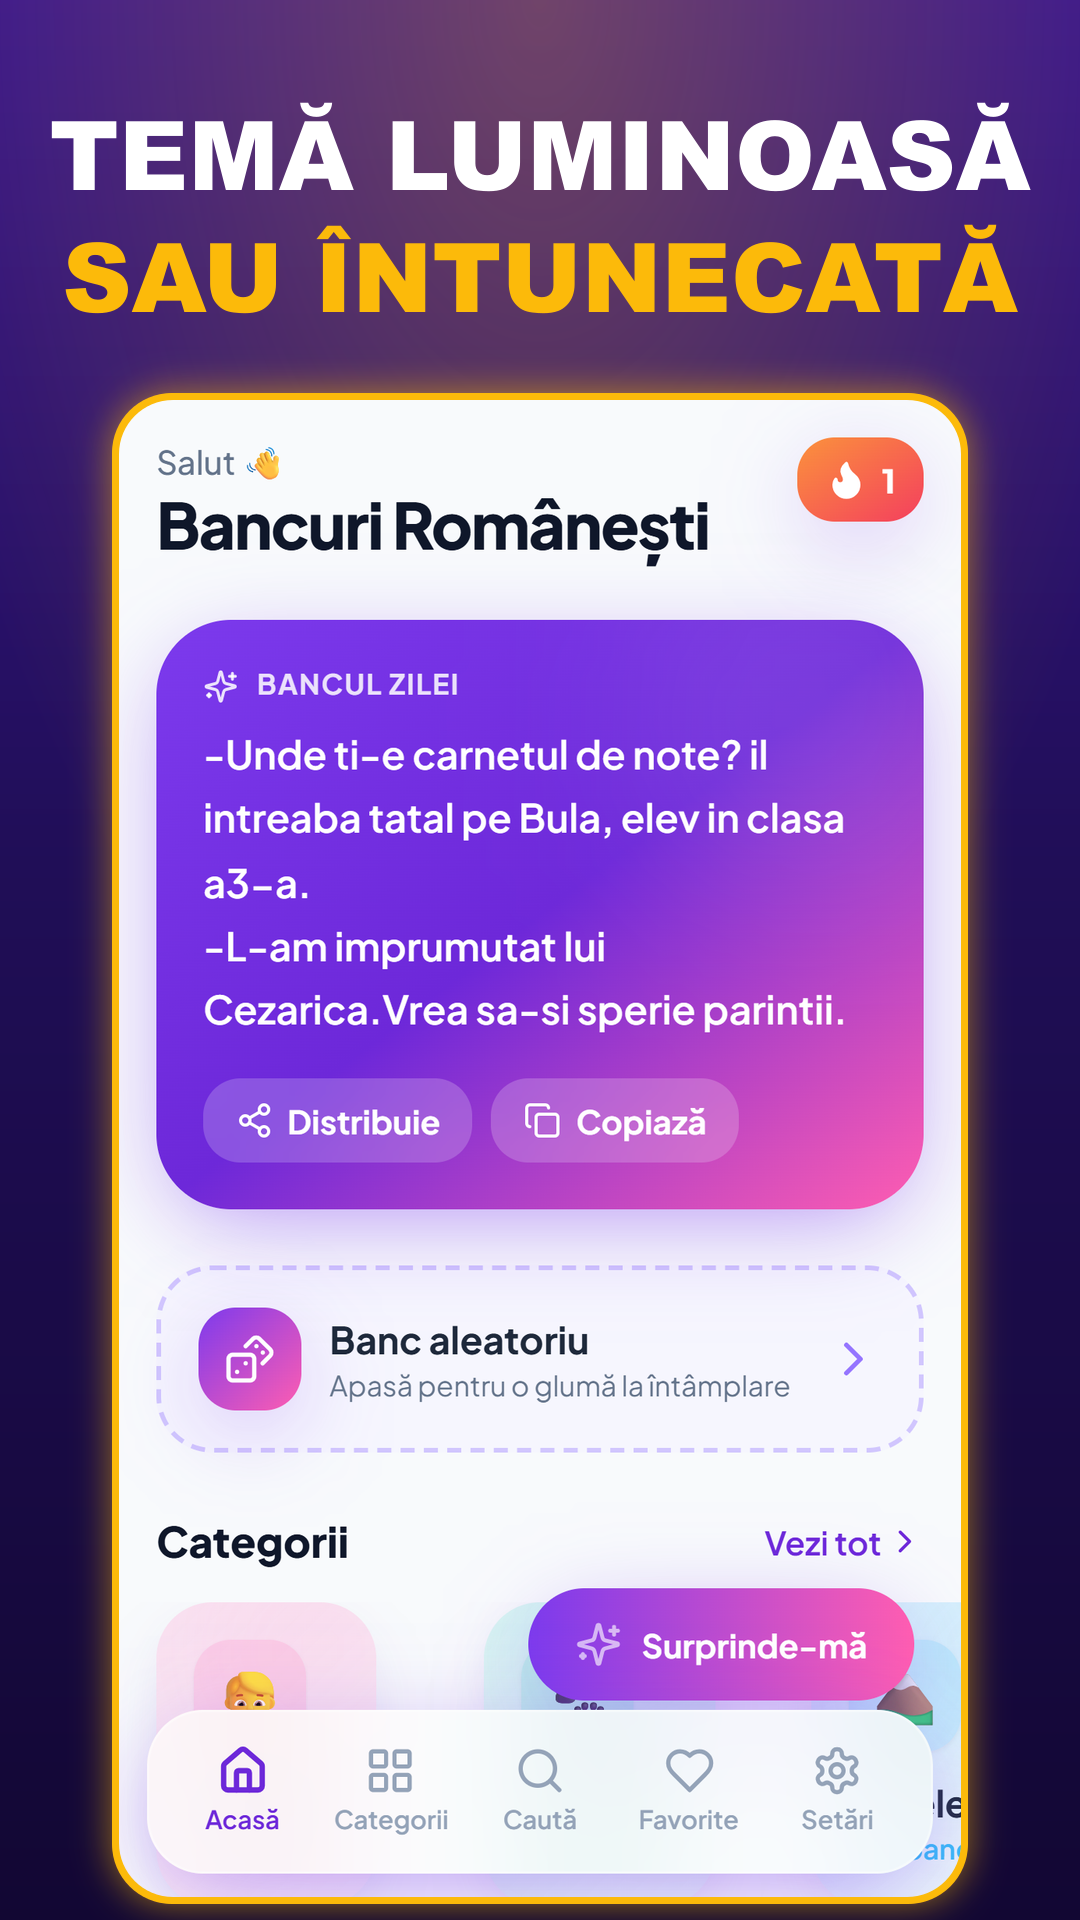 TEMĂ LUMINOASĂ
SAU ÎNTUNECATĂ
Salut
1
Bancuri Românești
BANCUL ZILEI
-Unde ti-e carnetul de note? il
intreaba tatal pe Bula, elev in clasa
a3-a.
-L-am imprumutat lui
Cezarica.Vrea sa-si sperie parintii.
Distribuie
Copiază
Banc aleatoriu
Apasă pentru o glumă la întâmplare
Categorii
Vezi tot
Surprinde-mă
Acasă
Categorii
Caută
Favorite
Setări